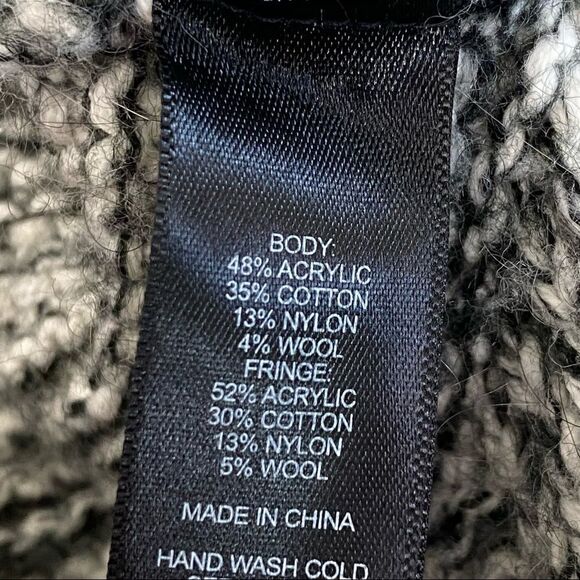 BODY:
48% ACRYLIC
35% COTTON
13% NYLON
4% WOOL
FRINGE:
52% ACRYLIC
30% COTTON
13% NYLON
5% WOOL
MADE IN CHINA
HAND WASH COLD